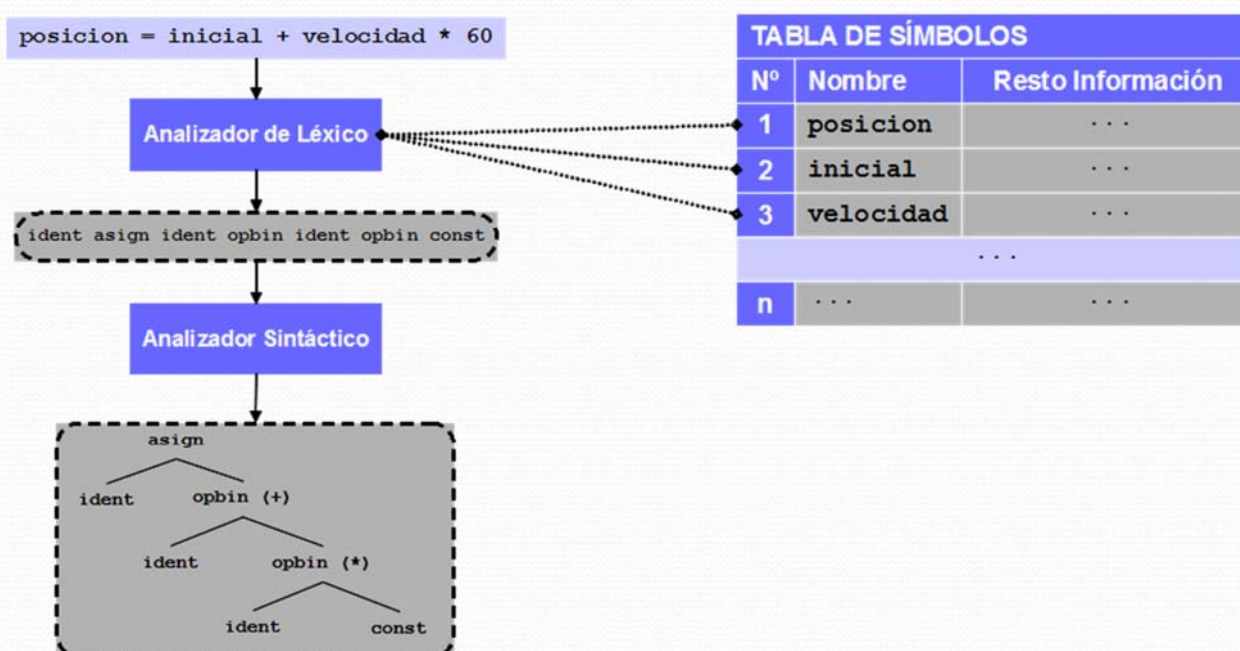 posicion = inicial + velocidad * 60
Analizador de Léxico
ident asign ident opbin ident opbin const
Analizador Sintáctico
asign
ident opbin (+)
ident opbin (*)
ident const
TABLA DE SÍMBOLOS
Nº Nombre Resto Información
1 posicion ...
2 inicial ...
3 velocidad ...
...
n ... ...